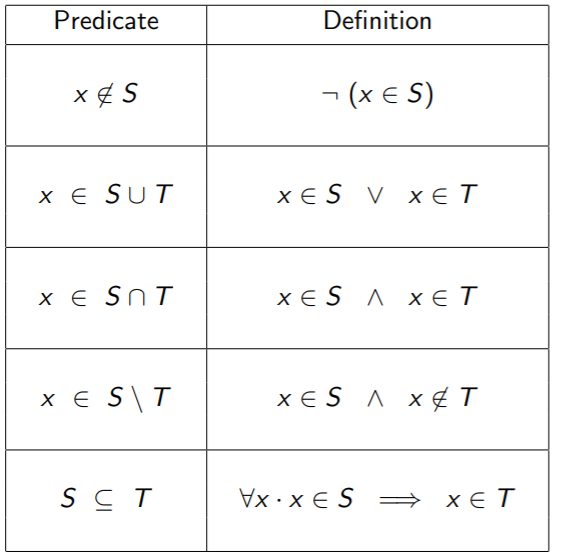 Predicate Definition
x ∉ S ¬ (x ∈ S)
x ∈ S ∪ T x ∈ S ∨ x ∈ T
x ∈ S ∩ T x ∈ S ∧ x ∈ T
x ∈ S \ T x ∈ S ∧ x ∉ T
S ⊆ T ∀x · x ∈ S ⟹ x ∈ T